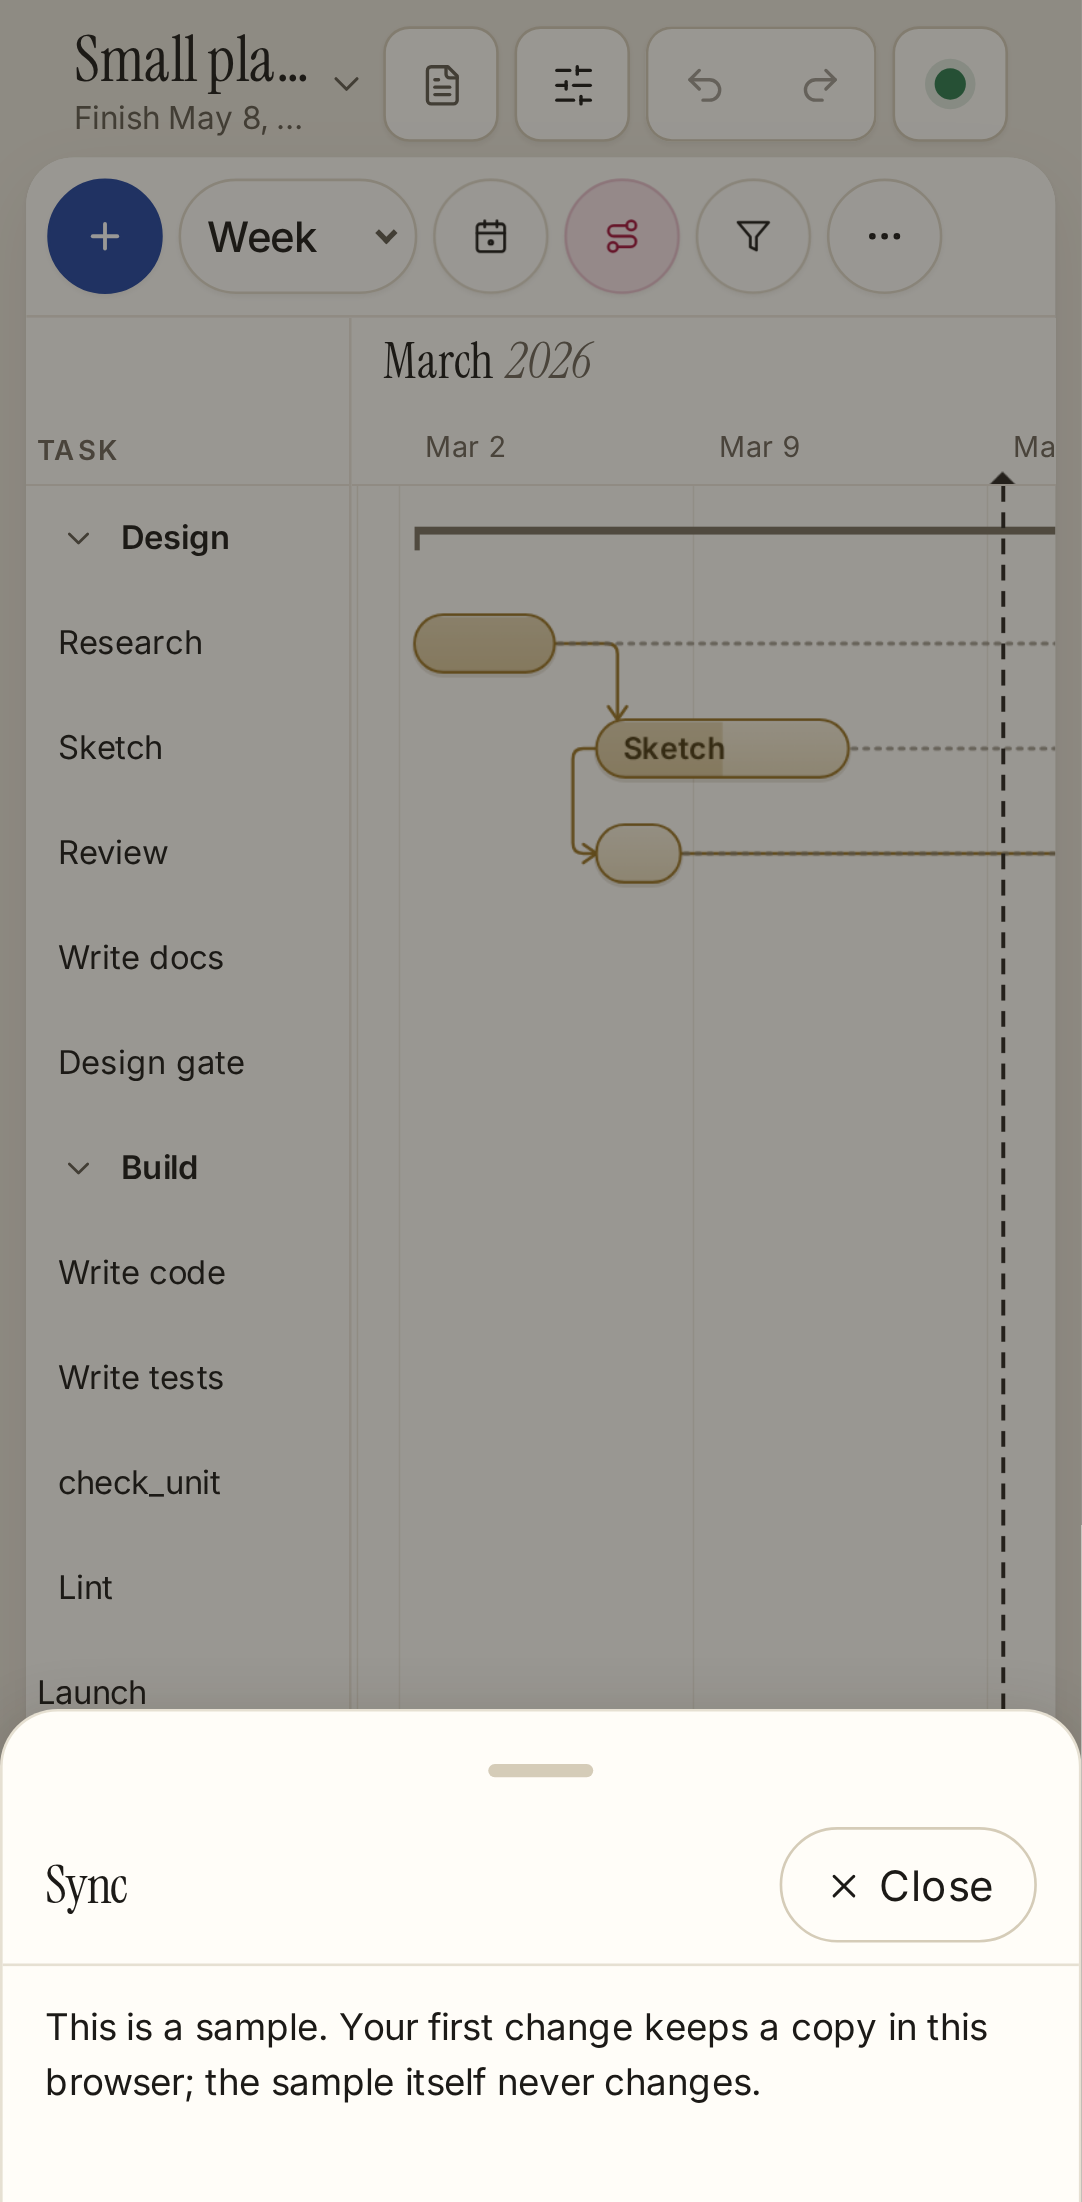 Small pla...
Finish May 8, ...
Week
March 2026
TASK
Mar 2
Mar 9
Ma
Design
Research
Sketch
Sketch
Review
Write docs
Design gate
Build
Write code
Write tests
check_unit
Lint
Launch
Sync
Close
This is a sample. Your first change keeps a copy in this
browser; the sample itself never changes.